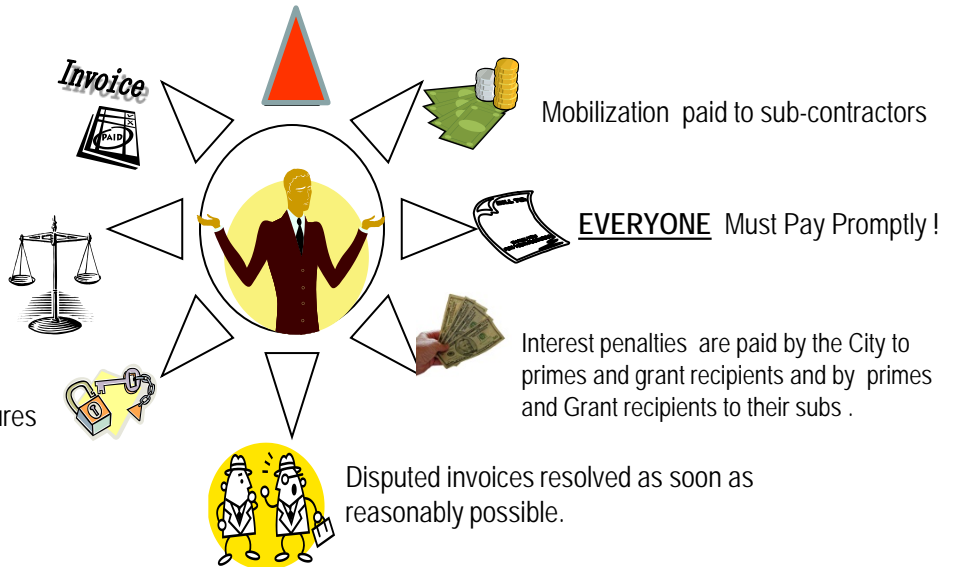 Invoice
PAID
Mobilization paid to sub-contractors
EVERYONE Must Pay Promptly !
Interest penalties are paid by the City to
primes and grant recipients and by primes
and Grant recipients to their subs .
ures
Disputed invoices resolved as soon as
reasonably possible.